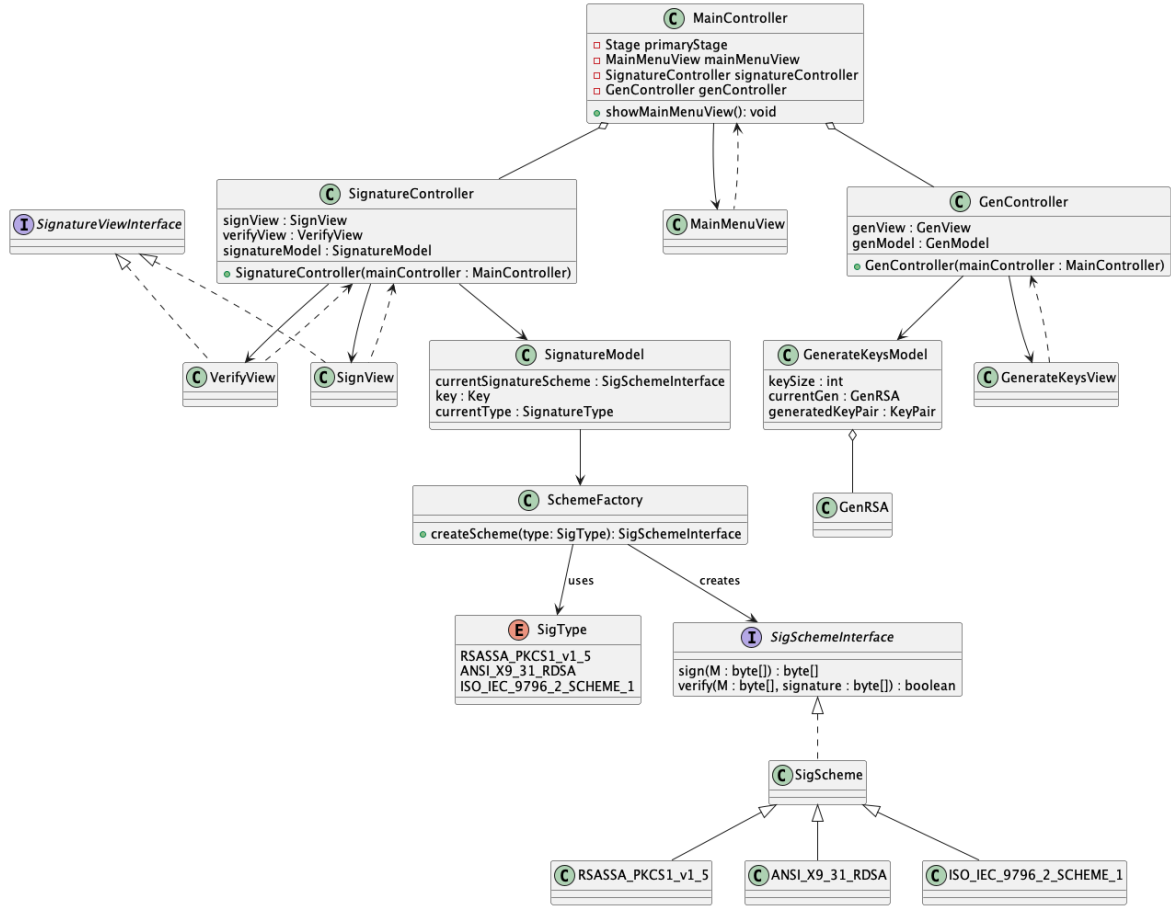 C MainController
Stage primaryStage
MainMenuView mainMenuView
SignatureController signatureController
GenController genController
showMainMenuView(): void
C SignatureController
signView : SignView
verifyView : VerifyView
signatureModel : SignatureModel
SignatureController(mainController : MainController)
I SignatureViewInterface
C MainMenuView
C GenController
genView : GenView
genModel : GenModel
GenController(mainController : MainController)
C VerifyView
C SignView
C SignatureModel
currentSignatureScheme : SigSchemeInterface
key : Key
currentType : SignatureType
C GenerateKeysModel
keySize : int
currentGen : GenRSA
generatedKeyPair : KeyPair
C GenerateKeysView
C SchemeFactory
createScheme(type: SigType): SigSchemeInterface
C GenRSA
uses
creates
E SigType
RSASSA_PKCS1_v1_5
ANSI_X9_31_RDSA
ISO_IEC_9796_2_SCHEME_1
I SigSchemeInterface
sign(M : byte[]) : byte[]
verify(M : byte[], signature : byte[]) : boolean
C SigScheme
C RSASSA_PKCS1_v1_5
C ANSI_X9_31_RDSA
C ISO_IEC_9796_2_SCHEME_1